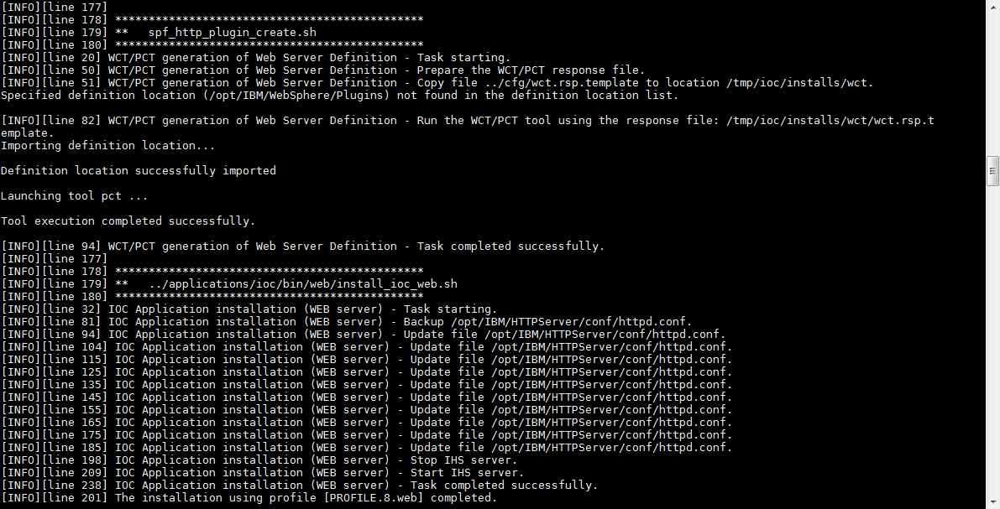 [INFO][line 177]
[INFO][line 178] **********************************************
[INFO][line 179] **   spf_http_plugin_create.sh
[INFO][line 180] **********************************************
[INFO][line 20] WCT/PCT generation of Web Server Definition - Task starting.
[INFO][line 50] WCT/PCT generation of Web Server Definition - Prepare the WCT/PCT response file.
[INFO][line 51] WCT/PCT generation of Web Server Definition - Copy file ../cfg/wct.rsp.template to location /tmp/ioc/installs/wct.
Specified definition location (/opt/IBM/WebSphere/Plugins) not found in the definition location list.
[INFO][line 82] WCT/PCT generation of Web Server Definition - Run the WCT/PCT tool using the response file: /tmp/ioc/installs/wct/wct.rsp.t
emplate.
Importing definition location...
Definition location successfully imported
Launching tool pct ...
Tool execution completed successfully.
[INFO][line 94] WCT/PCT generation of Web Server Definition - Task completed successfully.
[INFO][line 177]
[INFO][line 178] **********************************************
[INFO][line 179] **   ../applications/ioc/bin/web/install_ioc_web.sh
[INFO][line 180] **********************************************
[INFO][line 32] IOC Application installation (WEB server) - Task starting.
[INFO][line 81] IOC Application installation (WEB server) - Backup /opt/IBM/HTTPServer/conf/httpd.conf.
[INFO][line 94] IOC Application installation (WEB server) - Update file /opt/IBM/HTTPServer/conf/httpd.conf.
[INFO][line 104] IOC Application installation (WEB server) - Update file /opt/IBM/HTTPServer/conf/httpd.conf.
[INFO][line 115] IOC Application installation (WEB server) - Update file /opt/IBM/HTTPServer/conf/httpd.conf.
[INFO][line 125] IOC Application installation (WEB server) - Update file /opt/IBM/HTTPServer/conf/httpd.conf.
[INFO][line 135] IOC Application installation (WEB server) - Update file /opt/IBM/HTTPServer/conf/httpd.conf.
[INFO][line 145] IOC Application installation (WEB server) - Update file /opt/IBM/HTTPServer/conf/httpd.conf.
[INFO][line 155] IOC Application installation (WEB server) - Update file /opt/IBM/HTTPServer/conf/httpd.conf.
[INFO][line 165] IOC Application installation (WEB server) - Update file /opt/IBM/HTTPServer/conf/httpd.conf.
[INFO][line 175] IOC Application installation (WEB server) - Update file /opt/IBM/HTTPServer/conf/httpd.conf.
[INFO][line 185] IOC Application installation (WEB server) - Update file /opt/IBM/HTTPServer/conf/httpd.conf.
[INFO][line 198] IOC Application installation (WEB server) - Stop IHS server.
[INFO][line 209] IOC Application installation (WEB server) - Start IHS server.
[INFO][line 238] IOC Application installation (WEB server) - Task completed successfully.
[INFO][line 201] The installation using profile [PROFILE.8.web] completed.